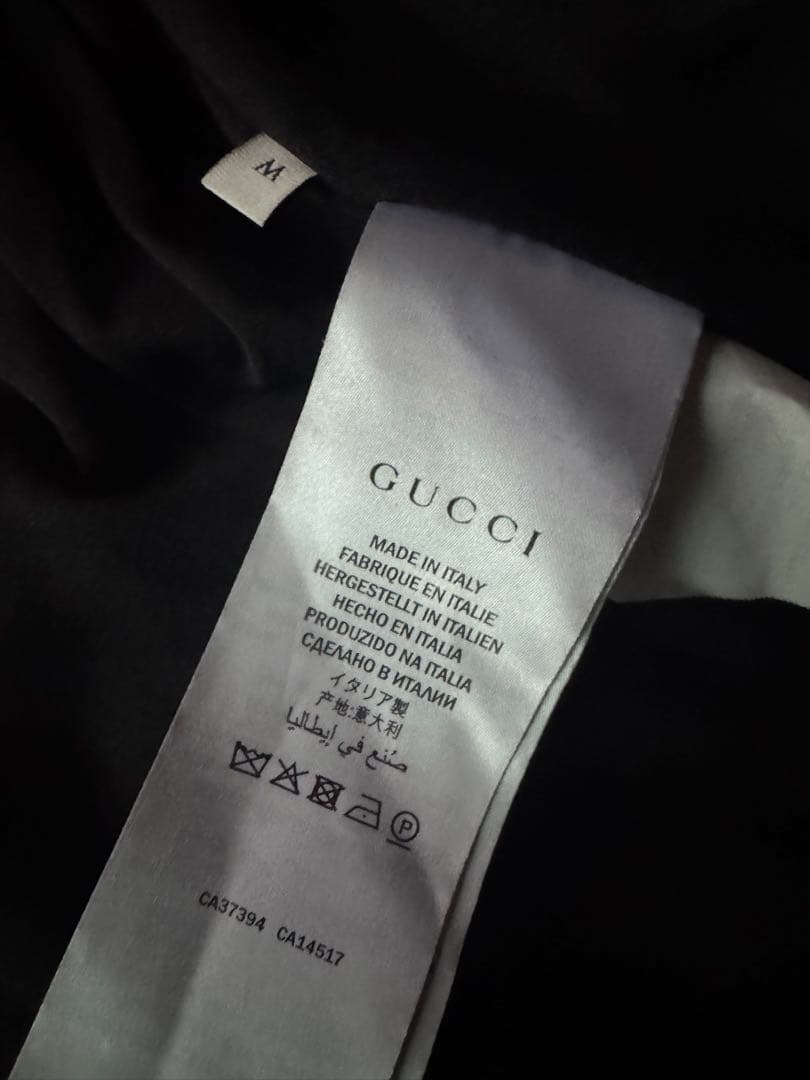 M
GUCCI
MADE IN ITALY
FABRIQUE EN ITALIE
HERGESTELLT IN ITALIEN
HECHO EN ITALIA
PRODUZIDO NA ITALIA
СДЕЛАНО В ИТАЛИИ
イタリア製
产地:意大利
صُنع في إيطاليا
P
CA37394 CA14517